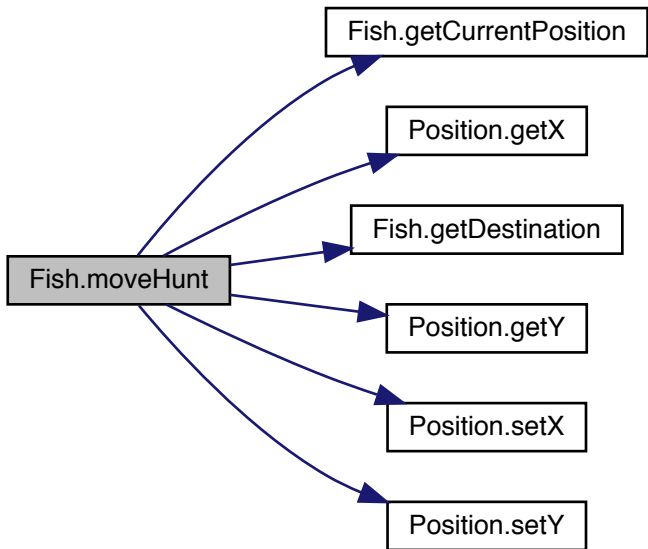 Fish.getCurrentPosition
Position.getX
Fish.getDestination
Fish.moveHunt
Position.getY
Position.setX
Position.setY